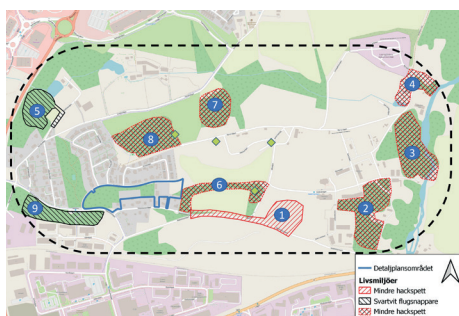 5
7
4
8
3
6
9
1
2
Detaljplansområdet
Livsmiljöer
Mindre hackspett
Svartvit flugsnappare
Mindre hackspett